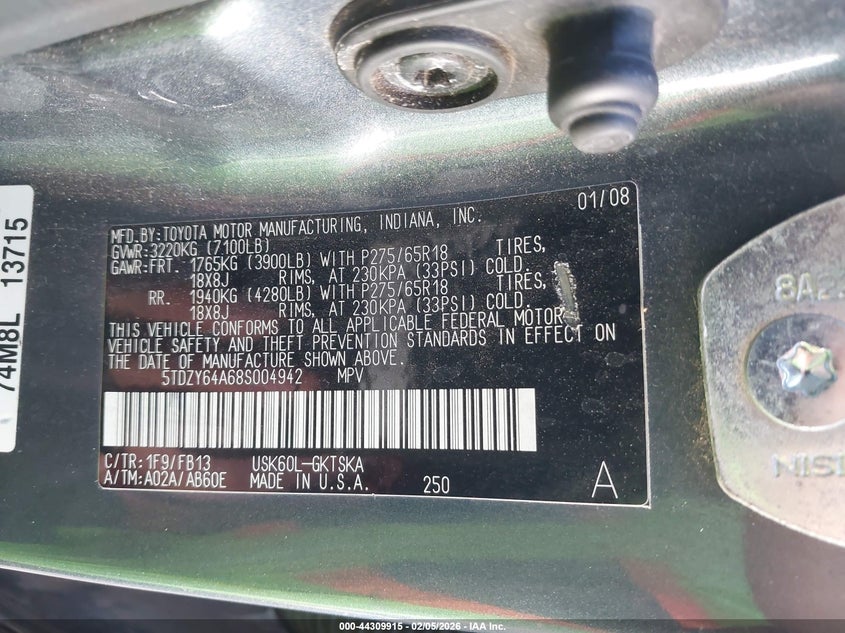 01/08
MFD.BY:TOYOTA MOTOR MANUFACTURING, INDIANA, INC.
GVWR:3220KG (7100LB)
GAWR:FRT. 1765KG (3900LB) WITH P275/65R18 TIRES,
18X8J RIMS, AT 230KPA (33PSI) COLD.
RR. 1940KG (4280LB) WITH P275/65R18 TIRES,
18X8J RIMS, AT 230KPA (33PSI) COLD.
THIS VEHICLE CONFORMS TO ALL APPLICABLE FEDERAL MOTOR
VEHICLE SAFETY AND THEFT PREVENTION STANDARDS IN EFFECT ON
THE DATE OF MANUFACTURE SHOWN ABOVE.
5TDZY64A68S004942 MPV
C/TR:1F9/FB13 USK60L-GKTSKA
A/TM:A02A/AB60E MADE IN U.S.A. 250 A
74M8L 13715
000-44309915 - 02/05/2026 - IAA Inc.